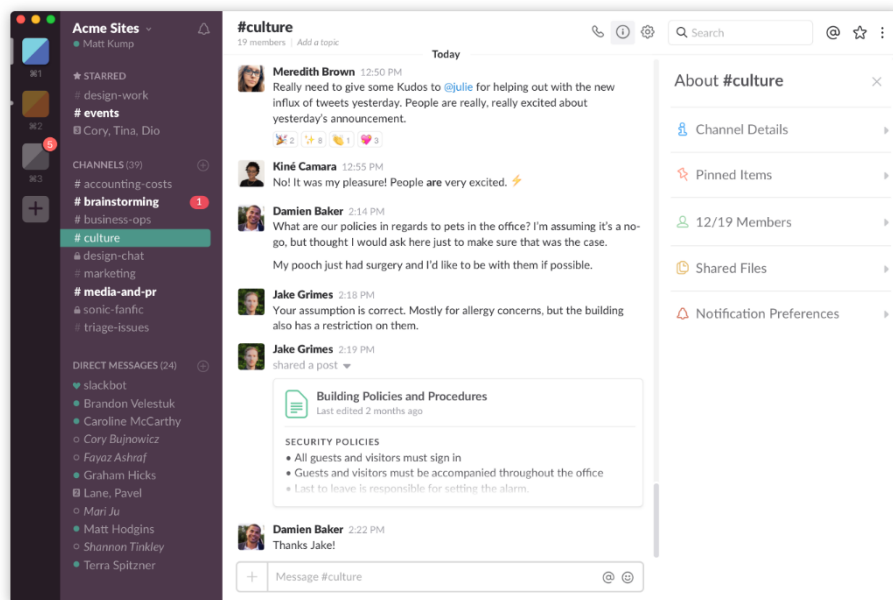 Acme Sites
Matt Kump
⌘1
⌘2
5
⌘3
STARRED
# design-work
# events
2 Cory, Tina, Dio
CHANNELS (39)
# accounting-costs
# brainstorming 1
# business-ops
# culture
design-chat
# marketing
# media-and-pr
sonic-fanfic
# triage-issues
DIRECT MESSAGES (24)
slackbot
Brandon Velestuk
Caroline McCarthy
Cory Bujnowicz
Fayaz Ashraf
Graham Hicks
2 Lane, Pavel
Mari Ju
Matt Hodgins
Shannon Tinkley
Terra Spitzner
#culture
19 members | Add a topic
Search
Today
Meredith Brown 12:50 PM
Really need to give some Kudos to @julie for helping out with the new
influx of tweets yesterday. People are really, really excited about
yesterday's announcement.
2 8 1 3
Kiné Camara 12:55 PM
No! It was my pleasure! People are very excited.
Damien Baker 2:14 PM
What are our policies in regards to pets in the office? I'm assuming it's a no-
go, but thought I would ask here just to make sure that was the case.
My pooch just had surgery and I'd like to be with them if possible.
Jake Grimes 2:18 PM
Your assumption is correct. Mostly for allergy concerns, but the building
also has a restriction on them.
Jake Grimes 2:19 PM
shared a post
Building Policies and Procedures
Last edited 2 months ago
SECURITY POLICIES
• All guests and visitors must sign in
• Guests and visitors must be accompanied throughout the office
• Last to leave is responsible for setting the alarm.
Damien Baker 2:22 PM
Thanks Jake!
Message #culture
About #culture
Channel Details
Pinned Items
12/19 Members
Shared Files
Notification Preferences